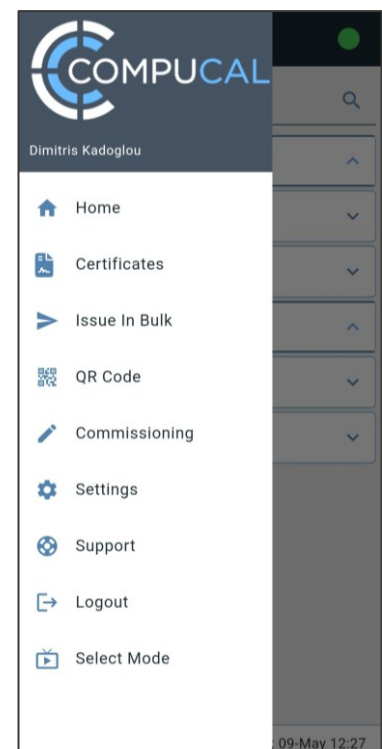 COMPUCAL
Dimitris Kadoglou
Home
Certificates
Issue In Bulk
QR Code
Commissioning
Settings
Support
Logout
Select Mode
: 09-May 12:27